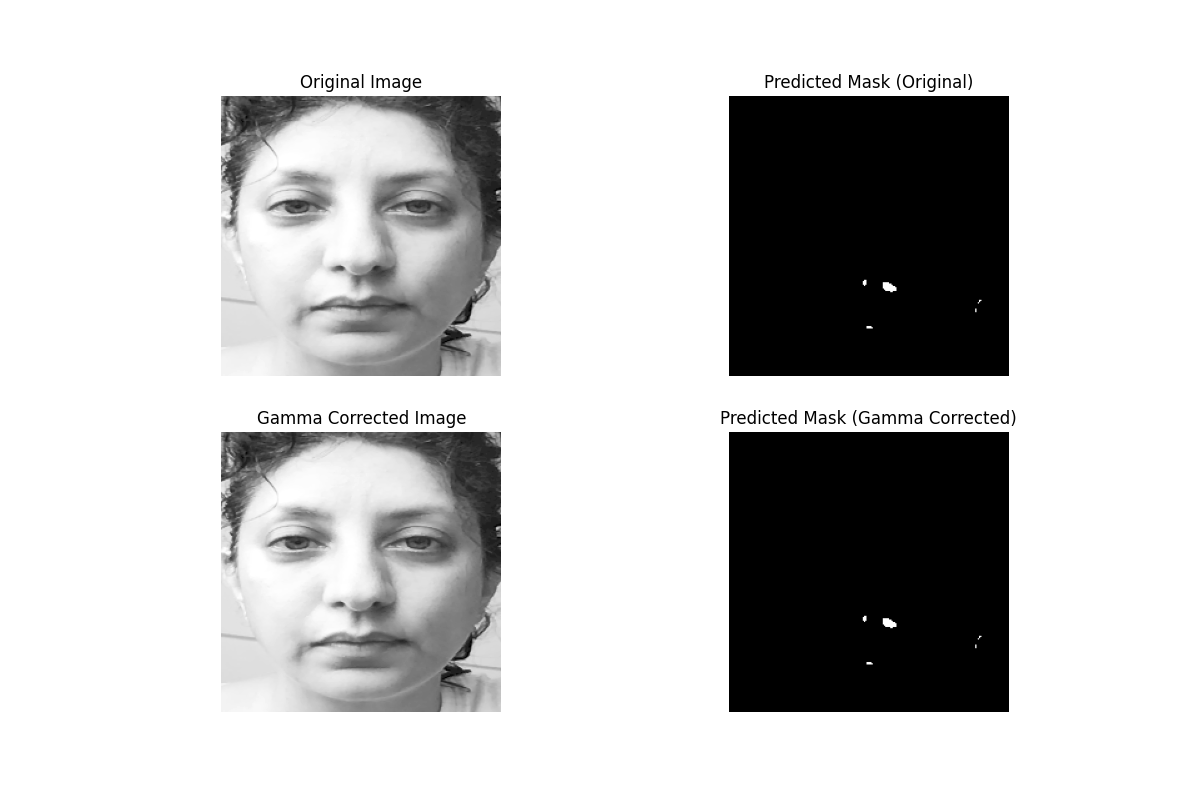 Original Image
Predicted Mask (Original)
Gamma Corrected Image
Predicted Mask (Gamma Corrected)